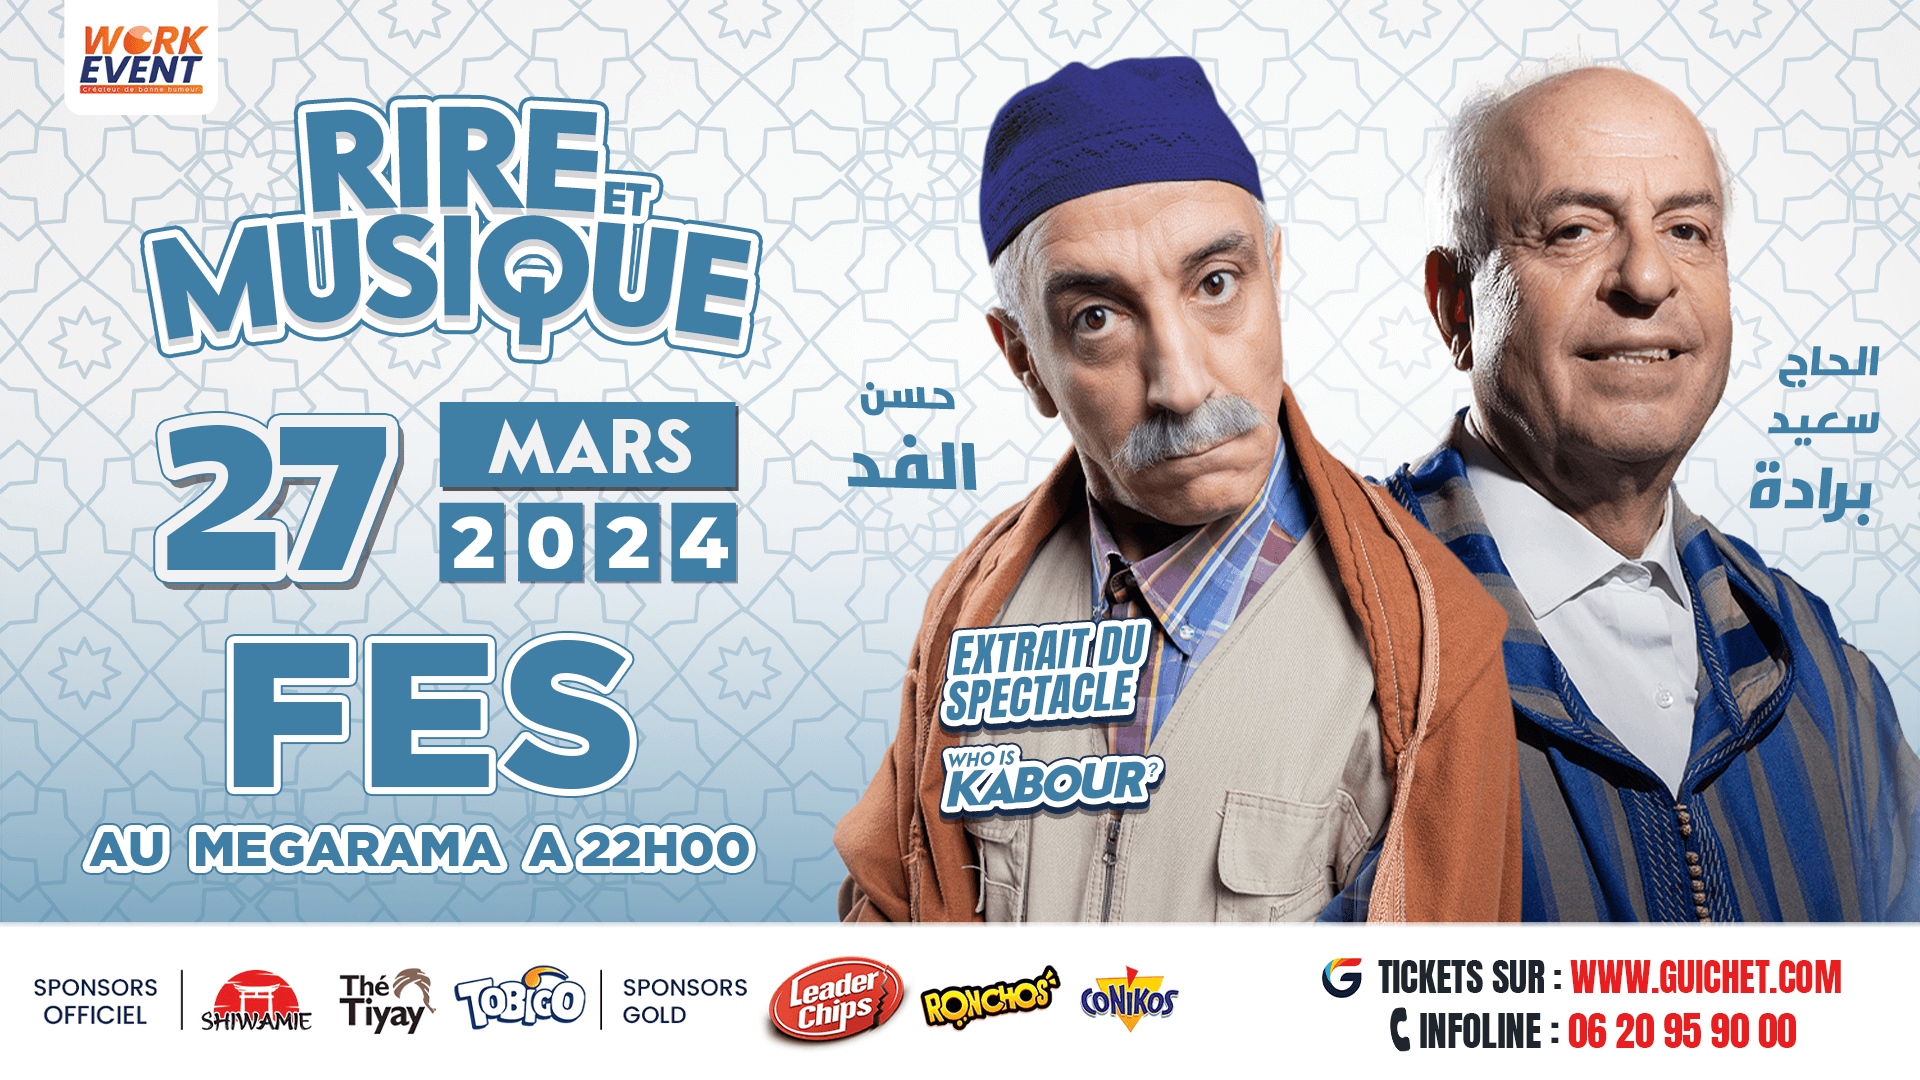 WORK
EVENT
Créateur de bonne humeur
RIRE ET
MUSIQUE
27
MARS
2024
FES
AU MEGARAMA A 22H00
حسن
الفد
الحاج
سعيد
برادة
EXTRAIT DU
SPECTACLE
WHO IS
KABOUR?
SPONSORS
OFFICIEL
SHIWAMIE
Thé
Tiyay
TOBIGO
SPONSORS
GOLD
Leader
Chips
RONCHOS
CONIKOS
G TICKETS SUR : WWW.GUICHET.COM
INFOLINE : 06 20 95 90 00